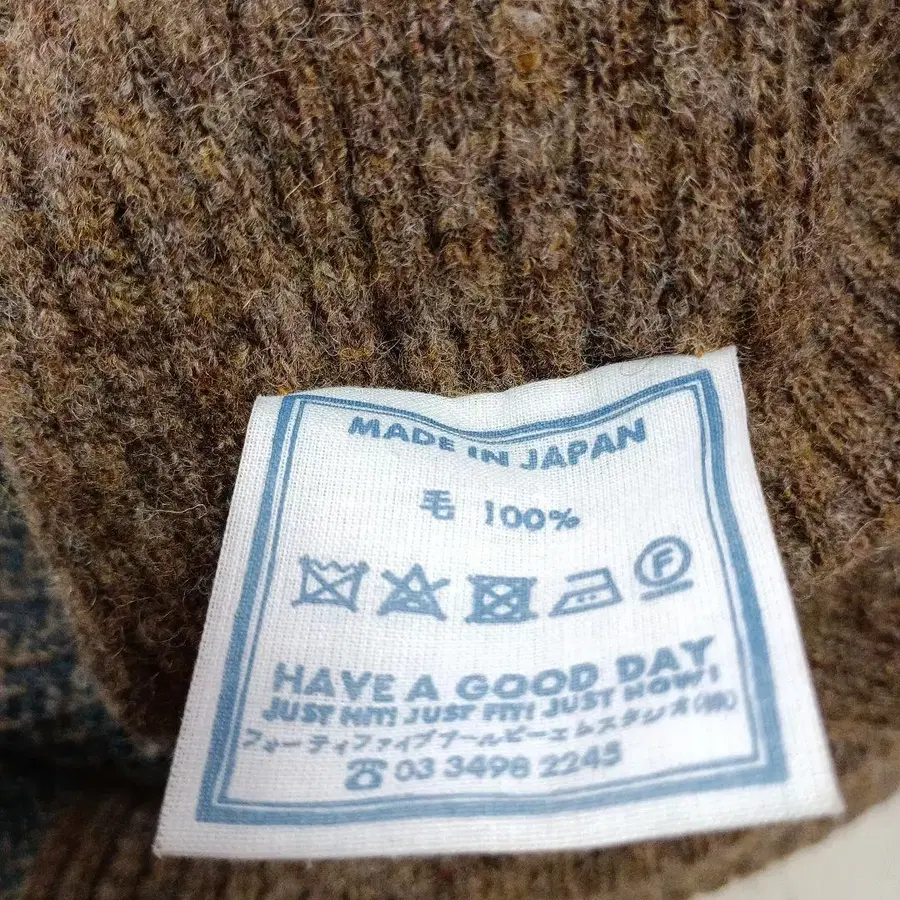 MADE IN JAPAN
毛 100%
F
HAVE A GOOD DAY
JUST HIT! JUST FIT! JUST NOW!
フォーティファイブアールピーエムスタジオ(株)
☎ 03 3498 2245